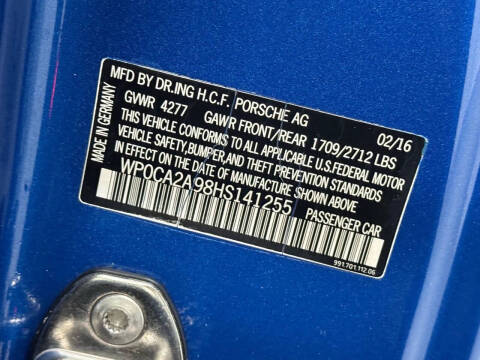 MFD BY DR.ING H.C.F. PORSCHE AG 02/16
GVWR 4277 GAWR FRONT/REAR 1709/2712 LBS
THIS VEHICLE CONFORMS TO ALL APPLICABLE U.S.FEDERAL MOTOR
VEHICLE SAFETY,BUMPER,AND THEFT PREVENTION STANDARDS
IN EFFECT ON THE DATE OF MANUFACTURE SHOWN ABOVE
WP0CA2A98HS141255 PASSENGER CAR
MADE IN GERMANY
991.701.112.06